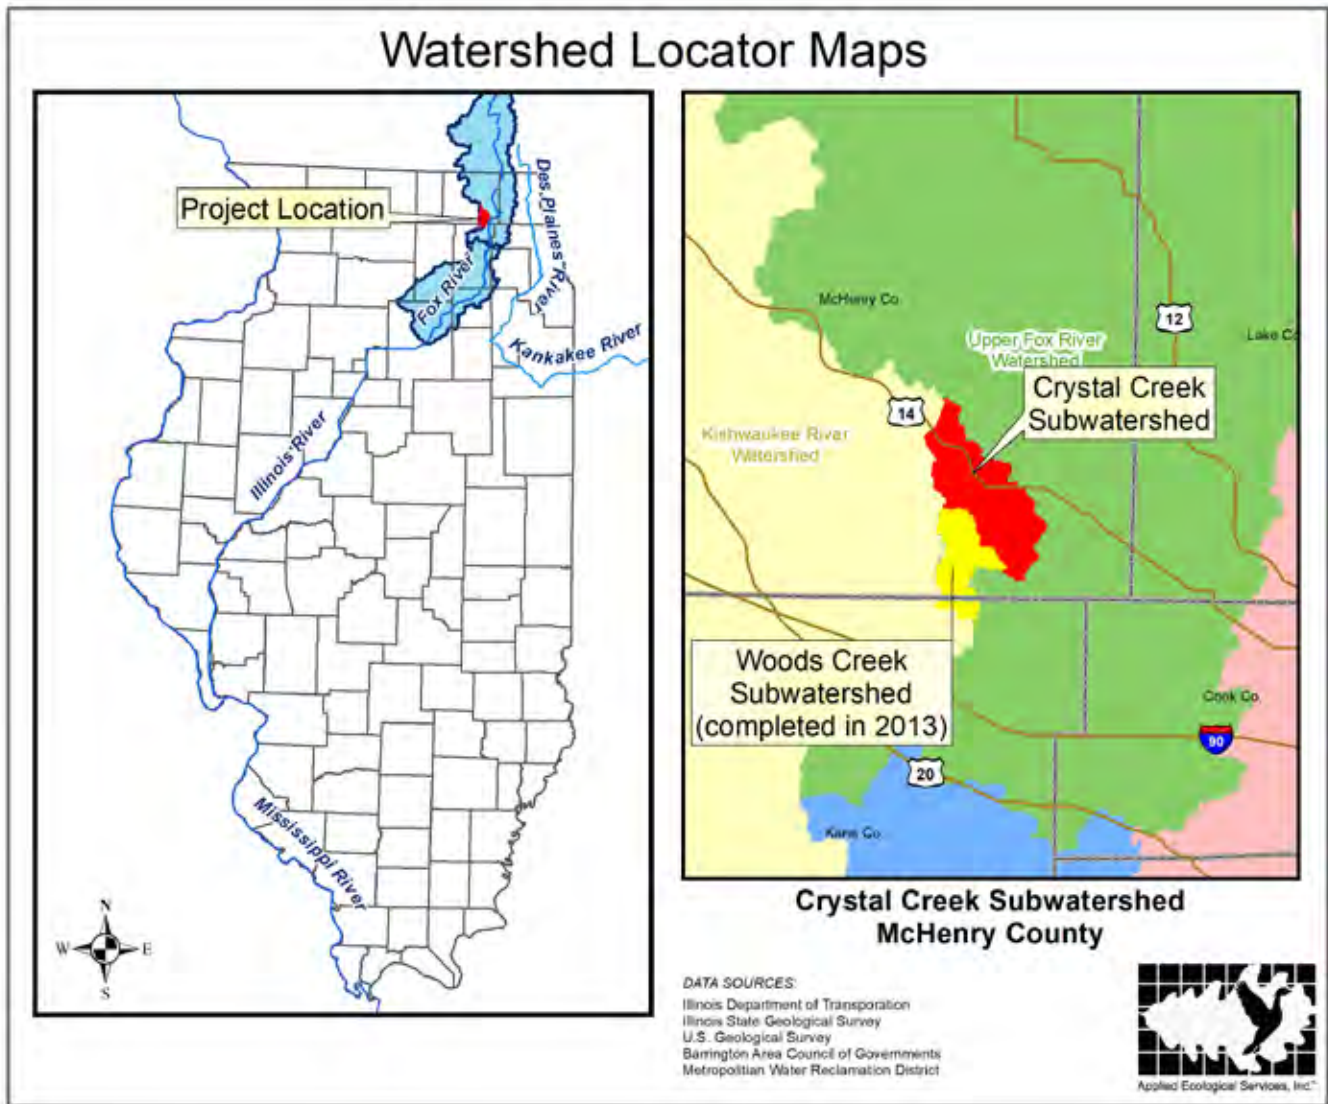 Watershed Locator Maps
Project Location
Des Plaines River
Fox River
Kankakee River
Illinois River
Mississippi River
N
W
E
S
McHenry Co.
12
Lake Co
Upper Fox River
Watershed
Crystal Creek
Subwatershed
14
Kishwaukee River
Watershed
Woods Creek
Subwatershed
(completed in 2013)
Cook Co.
90
20
Kane Co.
Crystal Creek Subwatershed
McHenry County
DATA SOURCES:
Illinois Department of Transporation
Illinois State Geological Survey
U.S. Geological Survey
Barrington Area Council of Governments
Metropolitan Water Reclamation District
Applied Ecological Services, Inc.™